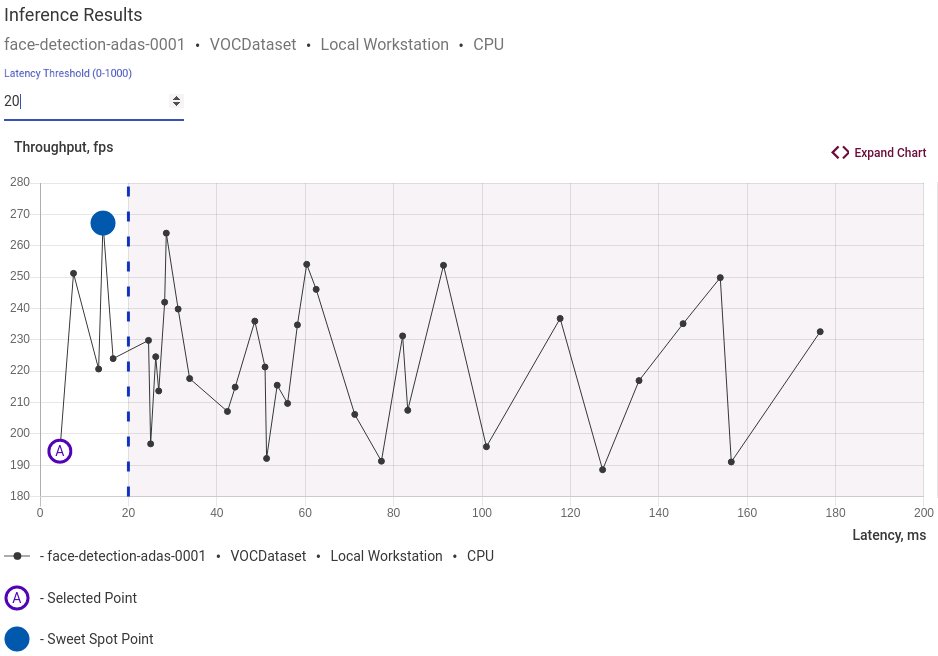 Inference Results
face-detection-adas-0001 • VOCDataset • Local Workstation • CPU
Latency Threshold (0-1000)
20
Throughput, fps
Expand Chart
280
270
260
250
240
230
220
210
200
190
180
A
0 20 40 60 80 100 120 140 160 180 200
Latency, ms
- face-detection-adas-0001 • VOCDataset • Local Workstation • CPU
A - Selected Point
- Sweet Spot Point